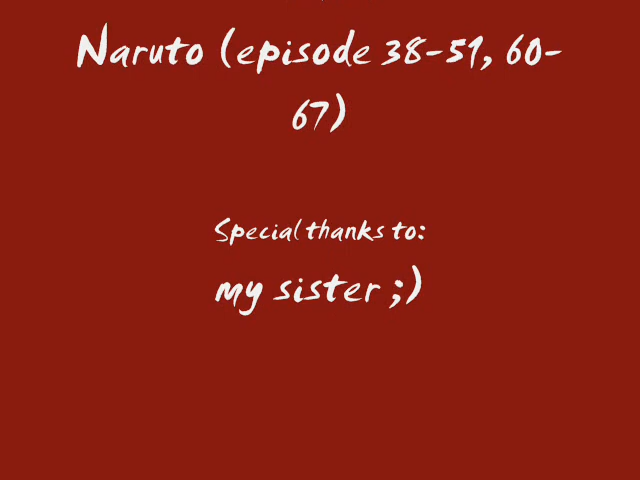 Naruto (episode 38-51, 60-
67)
Special thanks to:
my sister ;)